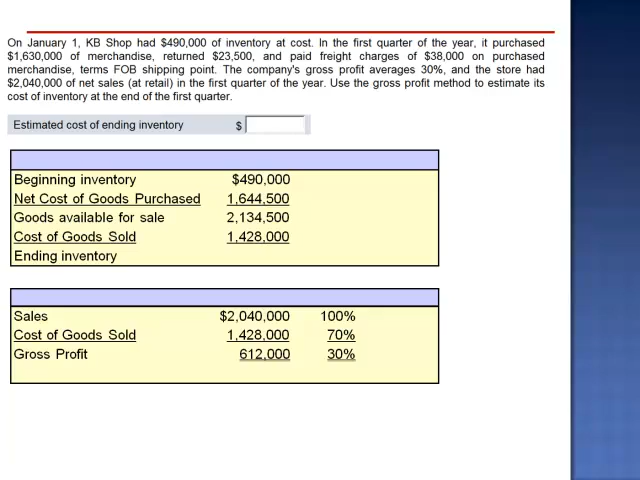 On January 1, KB Shop had $490,000 of inventory at cost. In the first quarter of the year, it purchased
$1,630,000 of merchandise, returned $23,500, and paid freight charges of $38,000 on purchased
merchandise, terms FOB shipping point. The company's gross profit averages 30%, and the store had
$2,040,000 of net sales (at retail) in the first quarter of the year. Use the gross profit method to estimate its
cost of inventory at the end of the first quarter.
Estimated cost of ending inventory $
Beginning inventory $490,000
Net Cost of Goods Purchased 1,644,500
Goods available for sale 2,134,500
Cost of Goods Sold 1,428,000
Ending inventory
Sales $2,040,000 100%
Cost of Goods Sold 1,428,000 70%
Gross Profit 612,000 30%